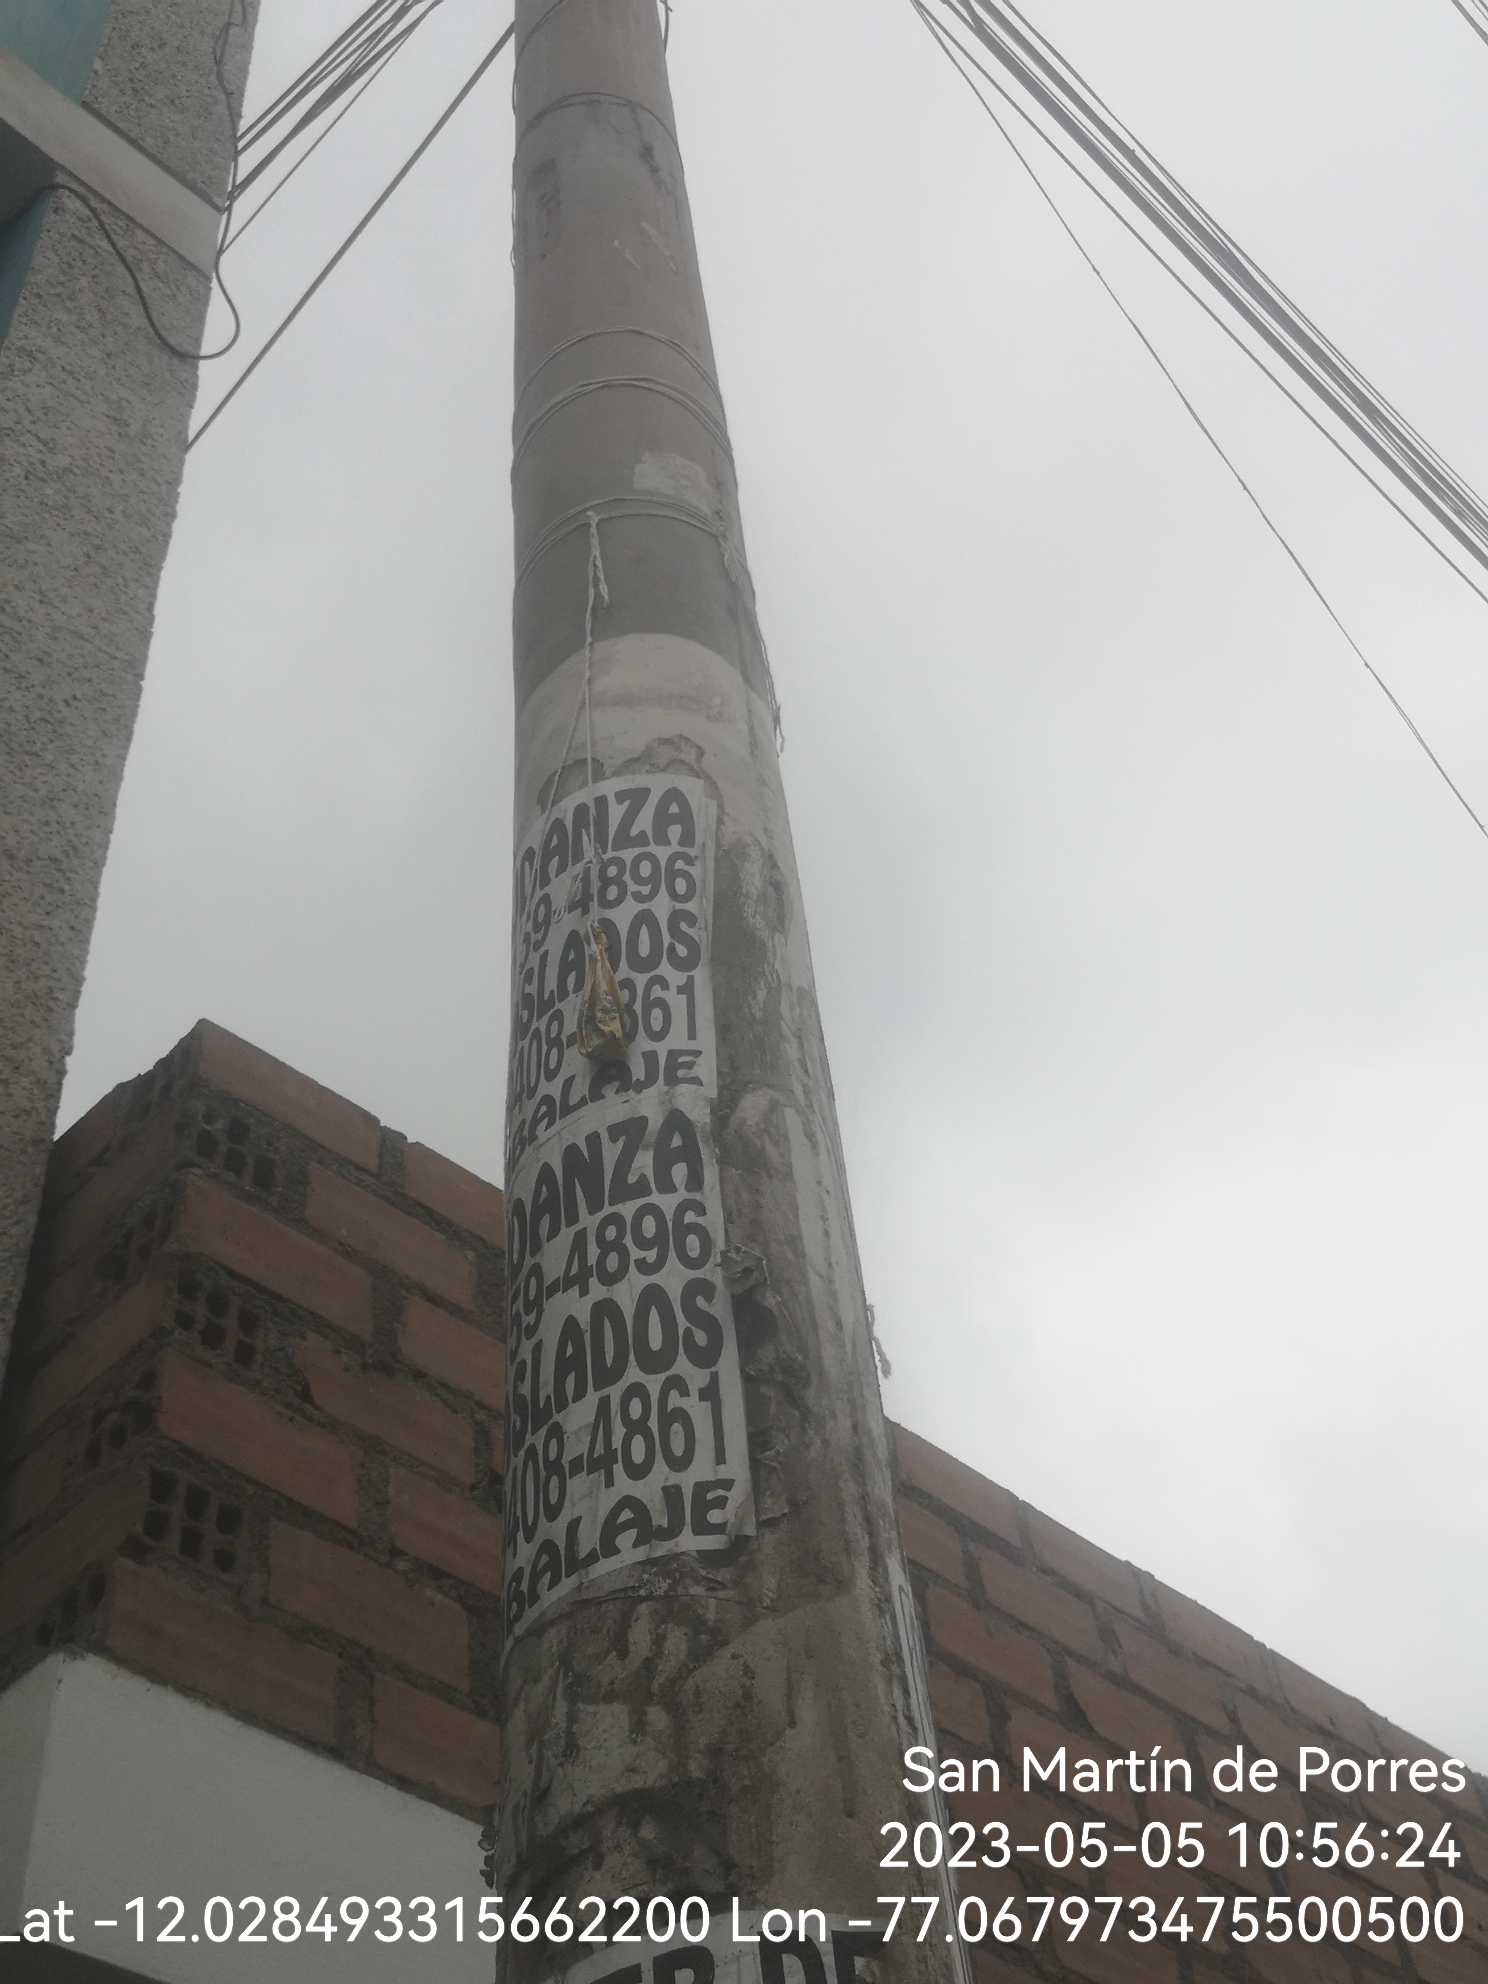 DANZA
59-4896
SLADOS
408-4861
BALAJE
DANZA
59-4896
SLADOS
408-4861
BALAJE
San Martín de Porres
2023-05-05 10:56:24
Lat -12.028493315662200 Lon -77.067973475500500
DE